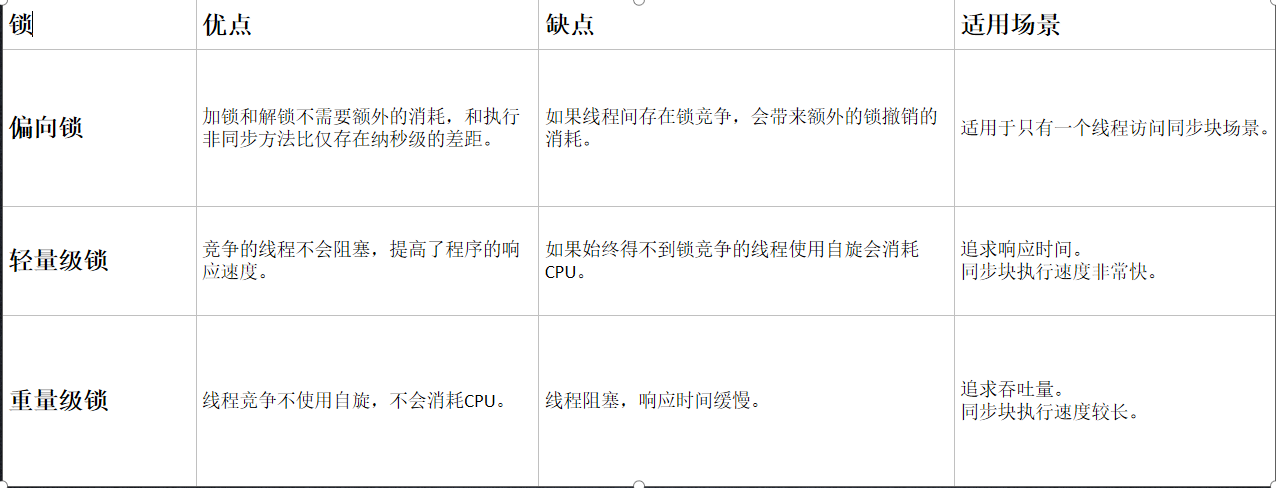 锁
优点
缺点
适用场景
偏向锁
加锁和解锁不需要额外的消耗，和执行
非同步方法比仅存在纳秒级的差距。
如果线程间存在锁竞争，会带来额外的锁撤销的
消耗。
适用于只有一个线程访问同步块场景。
轻量级锁
竞争的线程不会阻塞，提高了程序的响
应速度。
如果始终得不到锁竞争的线程使用自旋会消耗
CPU。
追求响应时间。
同步块执行速度非常快。
重量级锁
线程竞争不使用自旋，不会消耗CPU。
线程阻塞，响应时间缓慢。
追求吞吐量。
同步块执行速度较长。